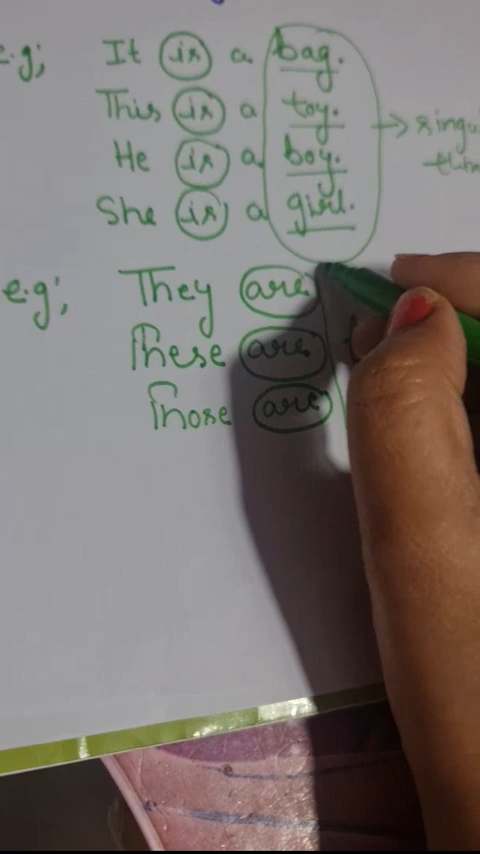 e.g; It is a bag.
This is a toy. →
He is a boy.
She is a girl.
e.g; They are
These are
Those are